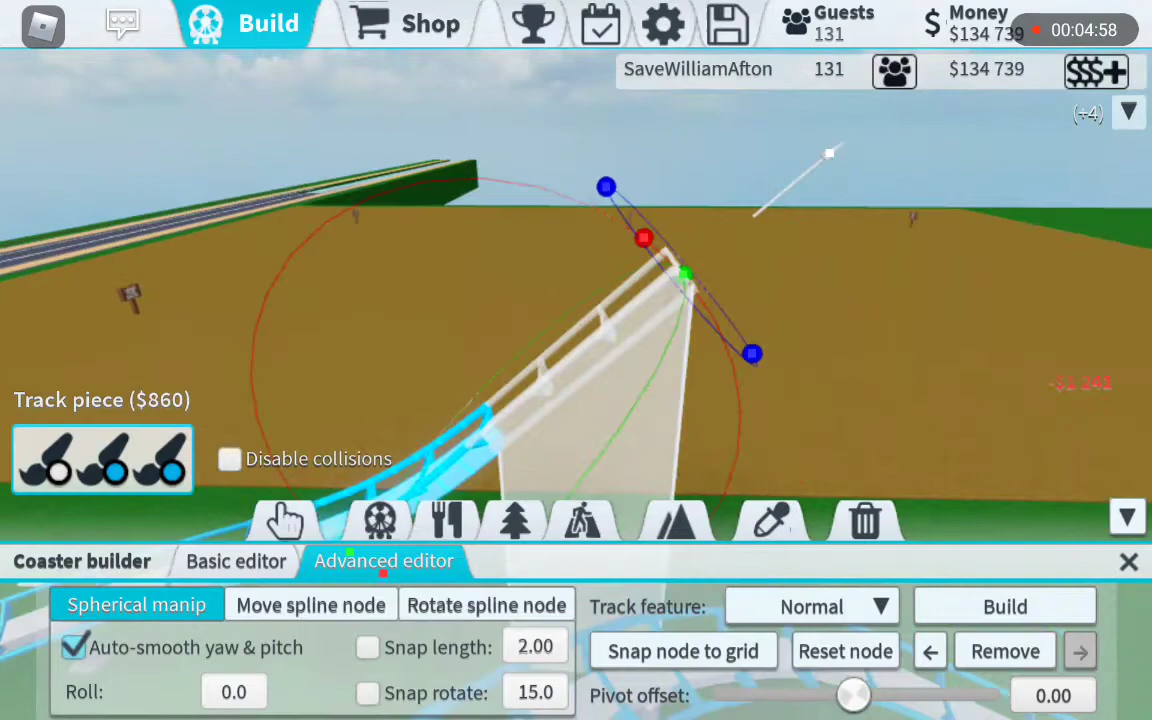 Build
Shop
Guests
131
Money
$134 739
00:04:58
SaveWilliamAfton 131 $134 739
$$$+
(+4)
-$1 242
Track piece ($860)
Disable collisions
Coaster builder Basic editor Advanced editor
Spherical manip Move spline node Rotate spline node Track feature: Normal Build
Auto-smooth yaw & pitch Snap length: 2.00 Snap node to grid Reset node Remove
Roll: 0.0 Snap rotate: 15.0 Pivot offset: 0.00